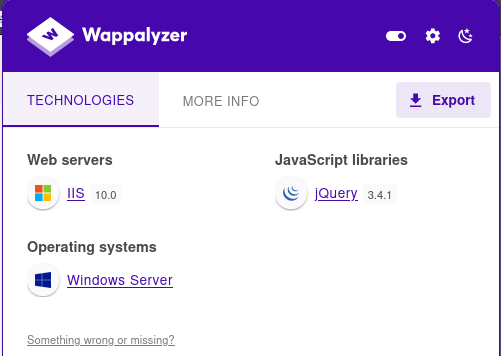 Wappalyzer
TECHNOLOGIES
MORE INFO
Export
Web servers
IIS 10.0
JavaScript libraries
jQuery 3.4.1
Operating systems
Windows Server
Something wrong or missing?